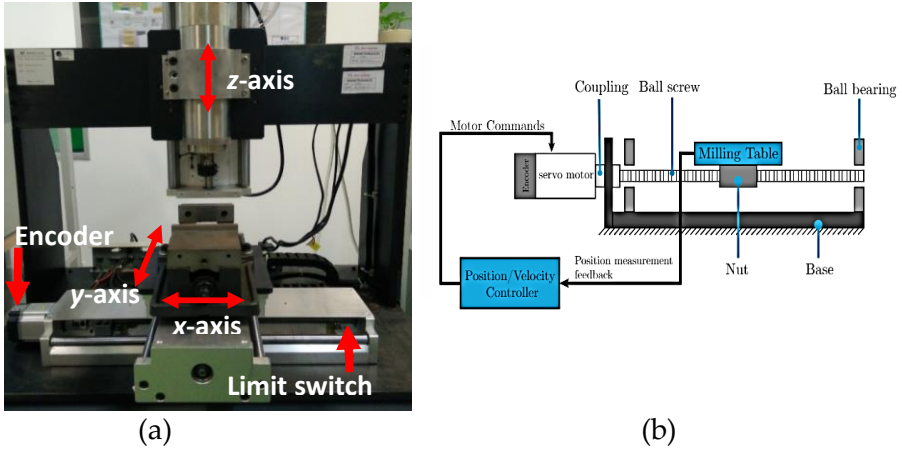 z-axis
Encoder
y-axis
x-axis
Limit switch
(a)
Coupling
Ball screw
Ball bearing
Motor Commands
Milling Table
Encoder
servo motor
Position/Velocity
Controller
Position measurement
feedback
Nut
Base
(b)